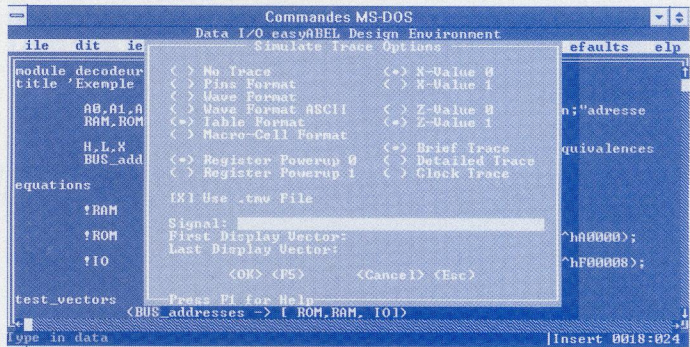 Commandes MS-DOS
Data I/O easyABEL Design Environment
ile dit ie efaults elp
Simulate Trace Options
module decodeur
title 'Exemple
A0,A1,A n;"adresse
RAM,ROM
H,L,X quivalences
BUS_add
equations
!RAM
!ROM ^hA0000);
!IO ^hF00008);
test_vectors
(BUS_addresses -> [ ROM,RAM, IO])
< > No Trace (•) X-Value 0
< > Pins Format < > X-Value 1
< > Wave Format
< > Wave Format ASCII < > Z-Value 0
(•) Table Format (•) Z-Value 1
< > Macro-Cell Format
(•) Brief Trace
(•) Register Powerup 0 < > Detailed Trace
< > Register Powerup 1 < > Clock Trace
[X] Use .tmv File
Signal:
First Display Vector:
Last Display Vector:
<OK> <F5> <Cancel> <Esc>
Press F1 for Help
Type in data Insert 0018:024